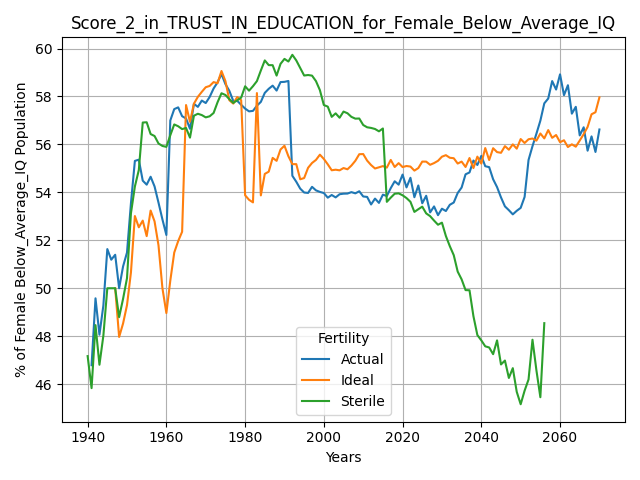 Score_2_in_TRUST_IN_EDUCATION_for_Female_Below_Average_IQ
% of Female Below_Average_IQ Population
60
58
56
54
52
50
48
46
Fertility
Actual
Ideal
Sterile
1940 1960 1980 2000 2020 2040 2060
Years